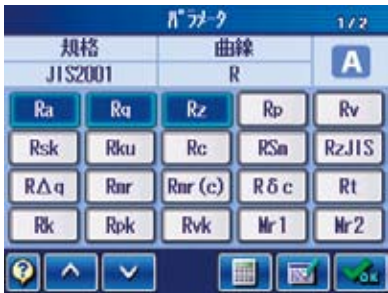 パラメータ 1/2
規格 曲線
JIS2001 R A
Ra Rq Rz Rp Rv
Rsk Rku Rc RSm RzJIS
RΔq Rmr Rmr(c) Rδc Rt
Rk Rpk Rvk Mr1 Mr2
? OK